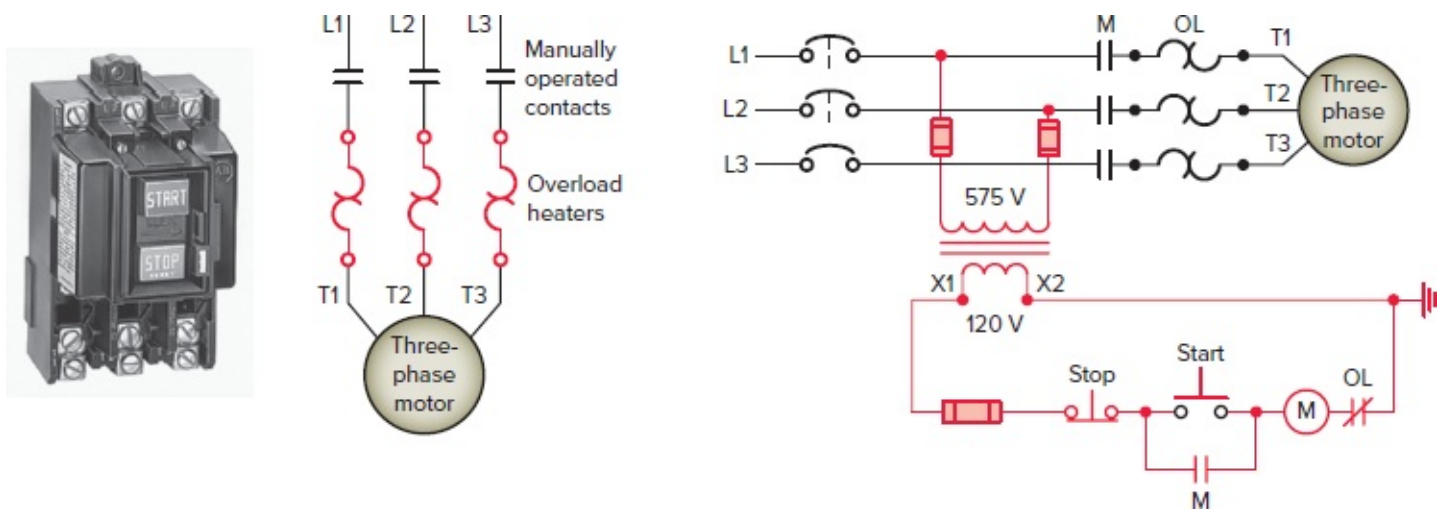 START
STOP
L1
L2
L3
Manually
operated
contacts
Overload
heaters
T1
T2
T3
Three-
phase
motor
M
OL
L1
L2
L3
T1
T2
T3
Three-
phase
motor
575 V
X1
X2
120 V
Stop
Start
M
OL
M